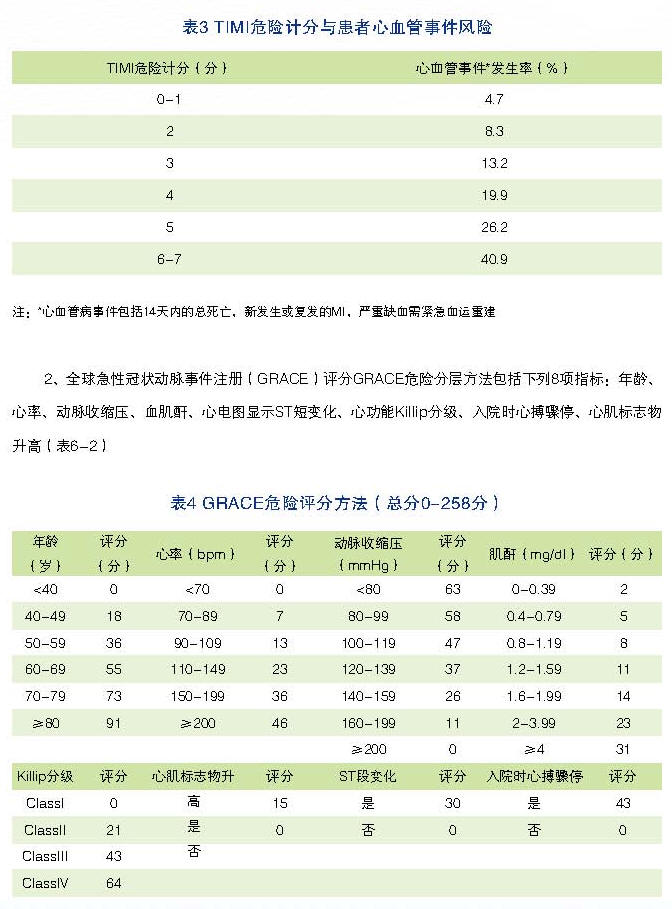 表3 TIMI危险计分与患者心血管事件风险
TIMI危险计分（分） 心血管事件*发生率（%）
0-1 4.7
2 8.3
3 13.2
4 19.9
5 26.2
6-7 40.9
注：*心血管病事件包括14天内的总死亡，新发生或复发的MI，严重缺血需紧急血运重建
2、全球急性冠状动脉事件注册（GRACE）评分GRACE危险分层方法包括下列8项指标：年龄、
心率、动脉收缩压、血肌酐、心电图显示ST短变化、心功能Killip分级、入院时心搏骤停、心肌标志物
升高（表6-2）
表4 GRACE危险评分方法（总分0-258分）
年龄 评分 心率（bpm） 评分 动脉收缩压 评分 肌酐（mg/dl） 评分（分）
（岁） （分） （分） （mmHg） （分）
<40 0 <70 0 <80 63 0-0.39 2
40-49 18 70-89 7 80-99 58 0.4-0.79 5
50-59 36 90-109 13 100-119 47 0.8-1.19 8
60-69 55 110-149 23 120-139 37 1.2-1.59 11
70-79 73 150-199 36 140-159 26 1.6-1.99 14
≥80 91 ≥200 46 160-199 11 2-3.99 23
≥200 0 ≥4 31
Killip分级 评分 心肌标志物升 评分 ST段变化 评分 入院时心搏骤停 评分
ClassI 0 高 15 是 30 是 43
ClassII 21 是 0 否 0 否 0
ClassIII 43 否
ClassIV 64